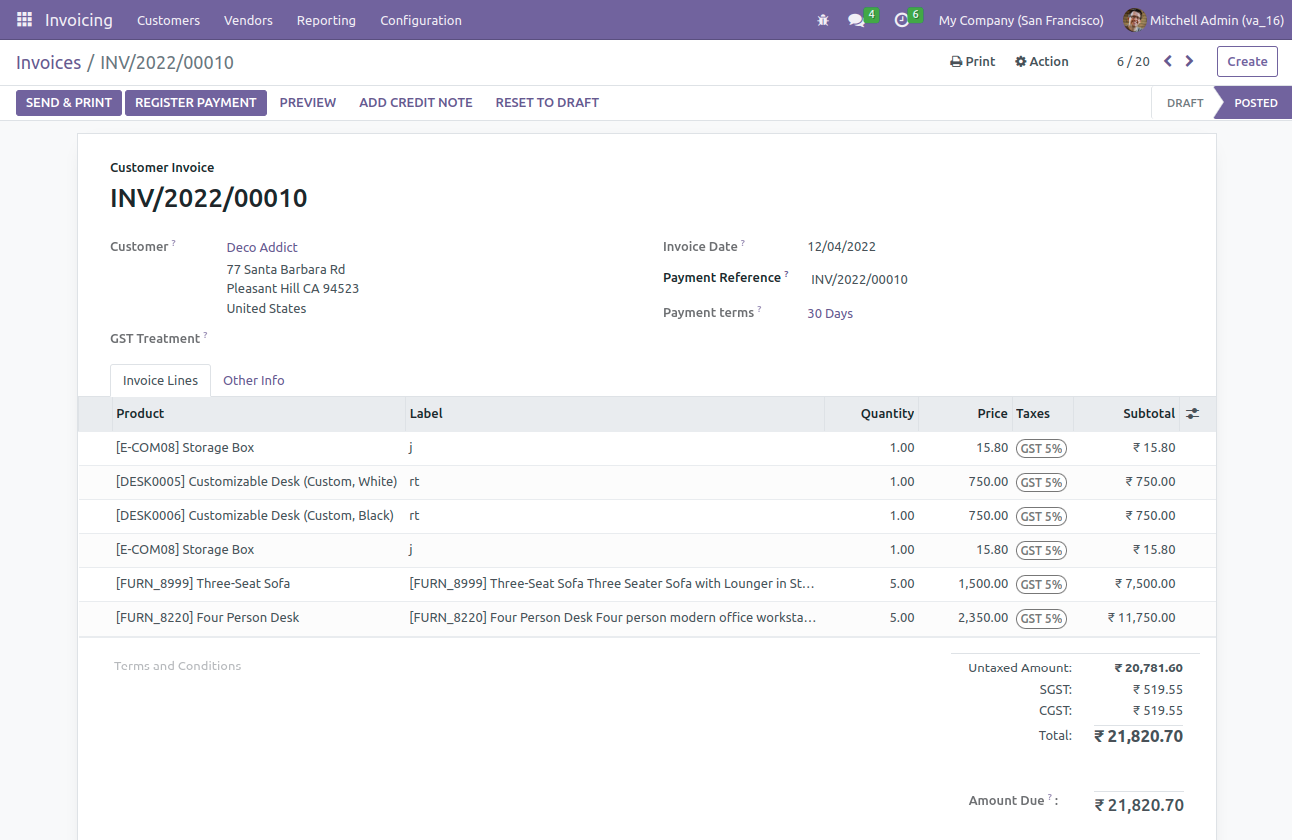 Invoicing Customers Vendors Reporting Configuration 4 6 My Company (San Francisco) Mitchell Admin (va_16)
Invoices / INV/2022/00010 Print Action 6 / 20 Create
SEND & PRINT REGISTER PAYMENT PREVIEW ADD CREDIT NOTE RESET TO DRAFT DRAFT POSTED
Customer Invoice
INV/2022/00010
Customer ? Deco Addict Invoice Date ? 12/04/2022
77 Santa Barbara Rd Payment Reference ? INV/2022/00010
Pleasant Hill CA 94523
United States Payment terms ? 30 Days
GST Treatment ?
Invoice Lines Other Info
Product Label Quantity Price Taxes Subtotal
[E-COM08] Storage Box j 1.00 15.80 GST 5% ₹ 15.80
[DESK0005] Customizable Desk (Custom, White) rt 1.00 750.00 GST 5% ₹ 750.00
[DESK0006] Customizable Desk (Custom, Black) rt 1.00 750.00 GST 5% ₹ 750.00
[E-COM08] Storage Box j 1.00 15.80 GST 5% ₹ 15.80
[FURN_8999] Three-Seat Sofa [FURN_8999] Three-Seat Sofa Three Seater Sofa with Lounger in St... 5.00 1,500.00 GST 5% ₹ 7,500.00
[FURN_8220] Four Person Desk [FURN_8220] Four Person Desk Four person modern office worksta... 5.00 2,350.00 GST 5% ₹ 11,750.00
Terms and Conditions Untaxed Amount: ₹ 20,781.60
SGST: ₹ 519.55
CGST: ₹ 519.55
Total: ₹ 21,820.70
Amount Due ? : ₹ 21,820.70